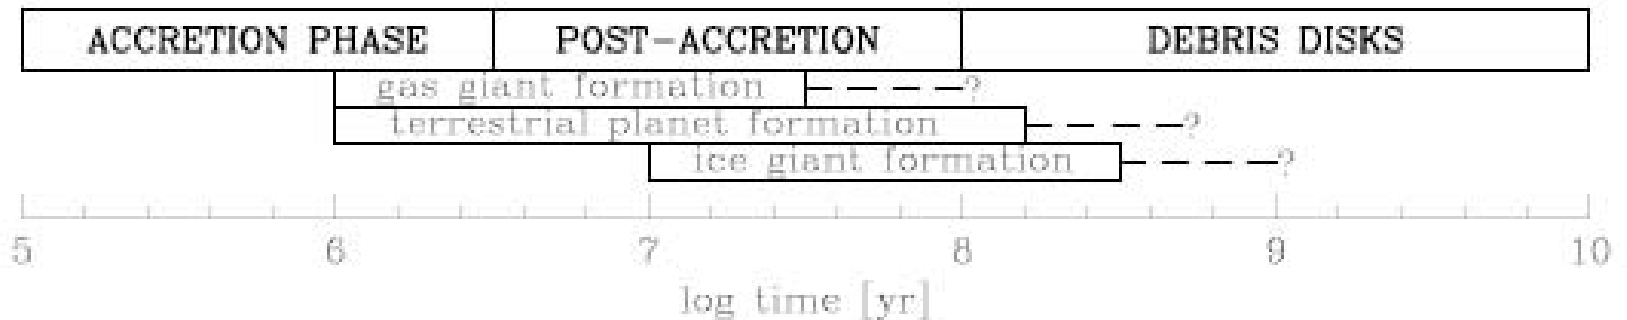 ACCRETION PHASE POST-ACCRETION DEBRIS DISKS
gas giant formation ?
terrestrial planet formation ?
ice giant formation ?
5 6 7 8 9 10
log time [yr]